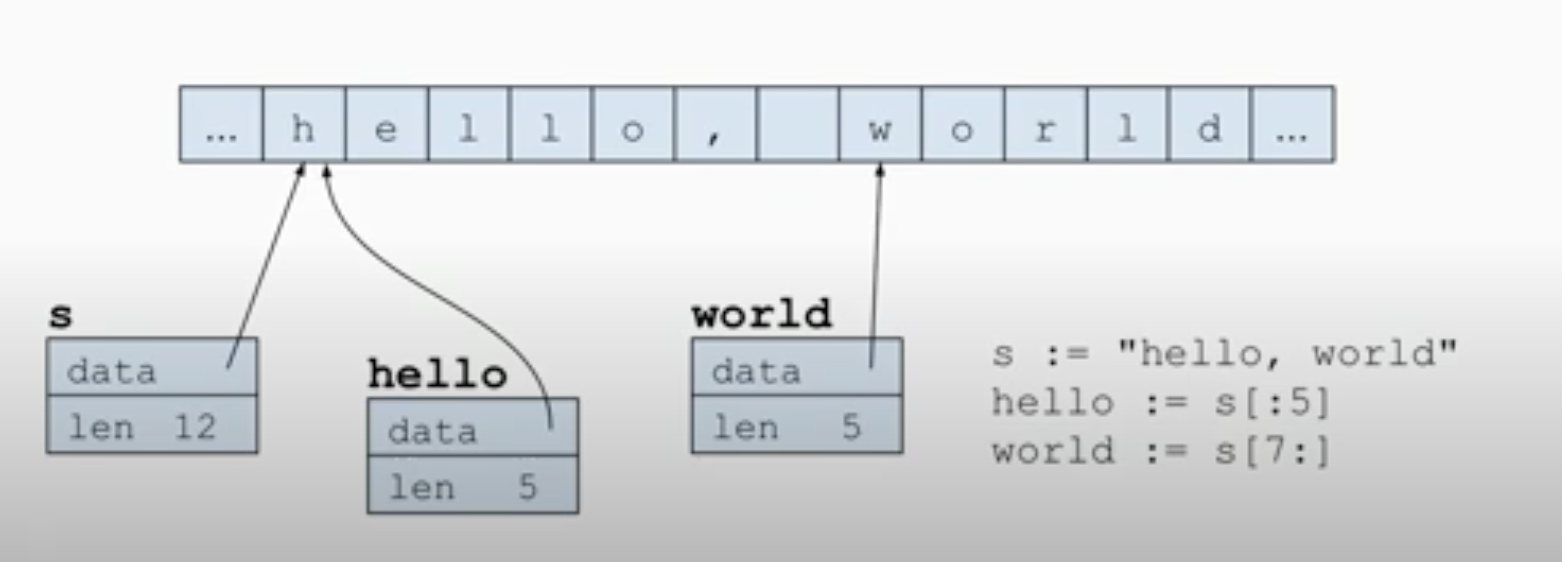 ... h e l l o , w o r l d ...
s
data
len 12
hello
data
len 5
world
data
len 5
s := "hello, world"
hello := s[:5]
world := s[7:]